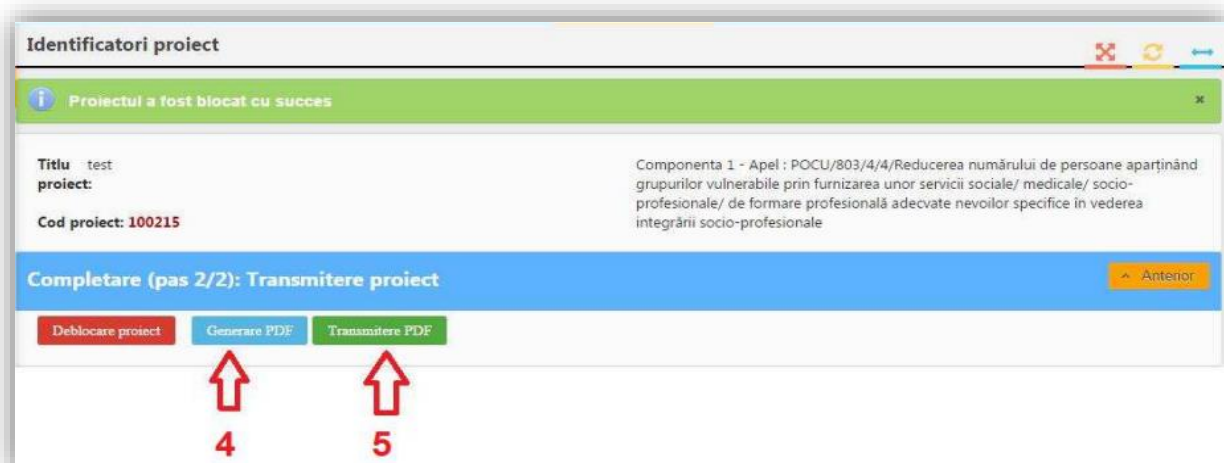 Identificatori proiect
Proiectul a fost blocat cu succes
Titlu test
proiect:
Cod proiect: 100215
Componenta 1 - Apel : POCU/803/4/4/Reducerea numărului de persoane aparținând
grupurilor vulnerabile prin furnizarea unor servicii sociale/ medicale/ socio-
profesionale/ de formare profesională adecvate nevoilor specifice în vederea
integrării socio-profesionale
Completare (pas 2/2): Transmitere proiect
Anterior
Deblocare proiect Generare PDF Transmitere PDF
4 5